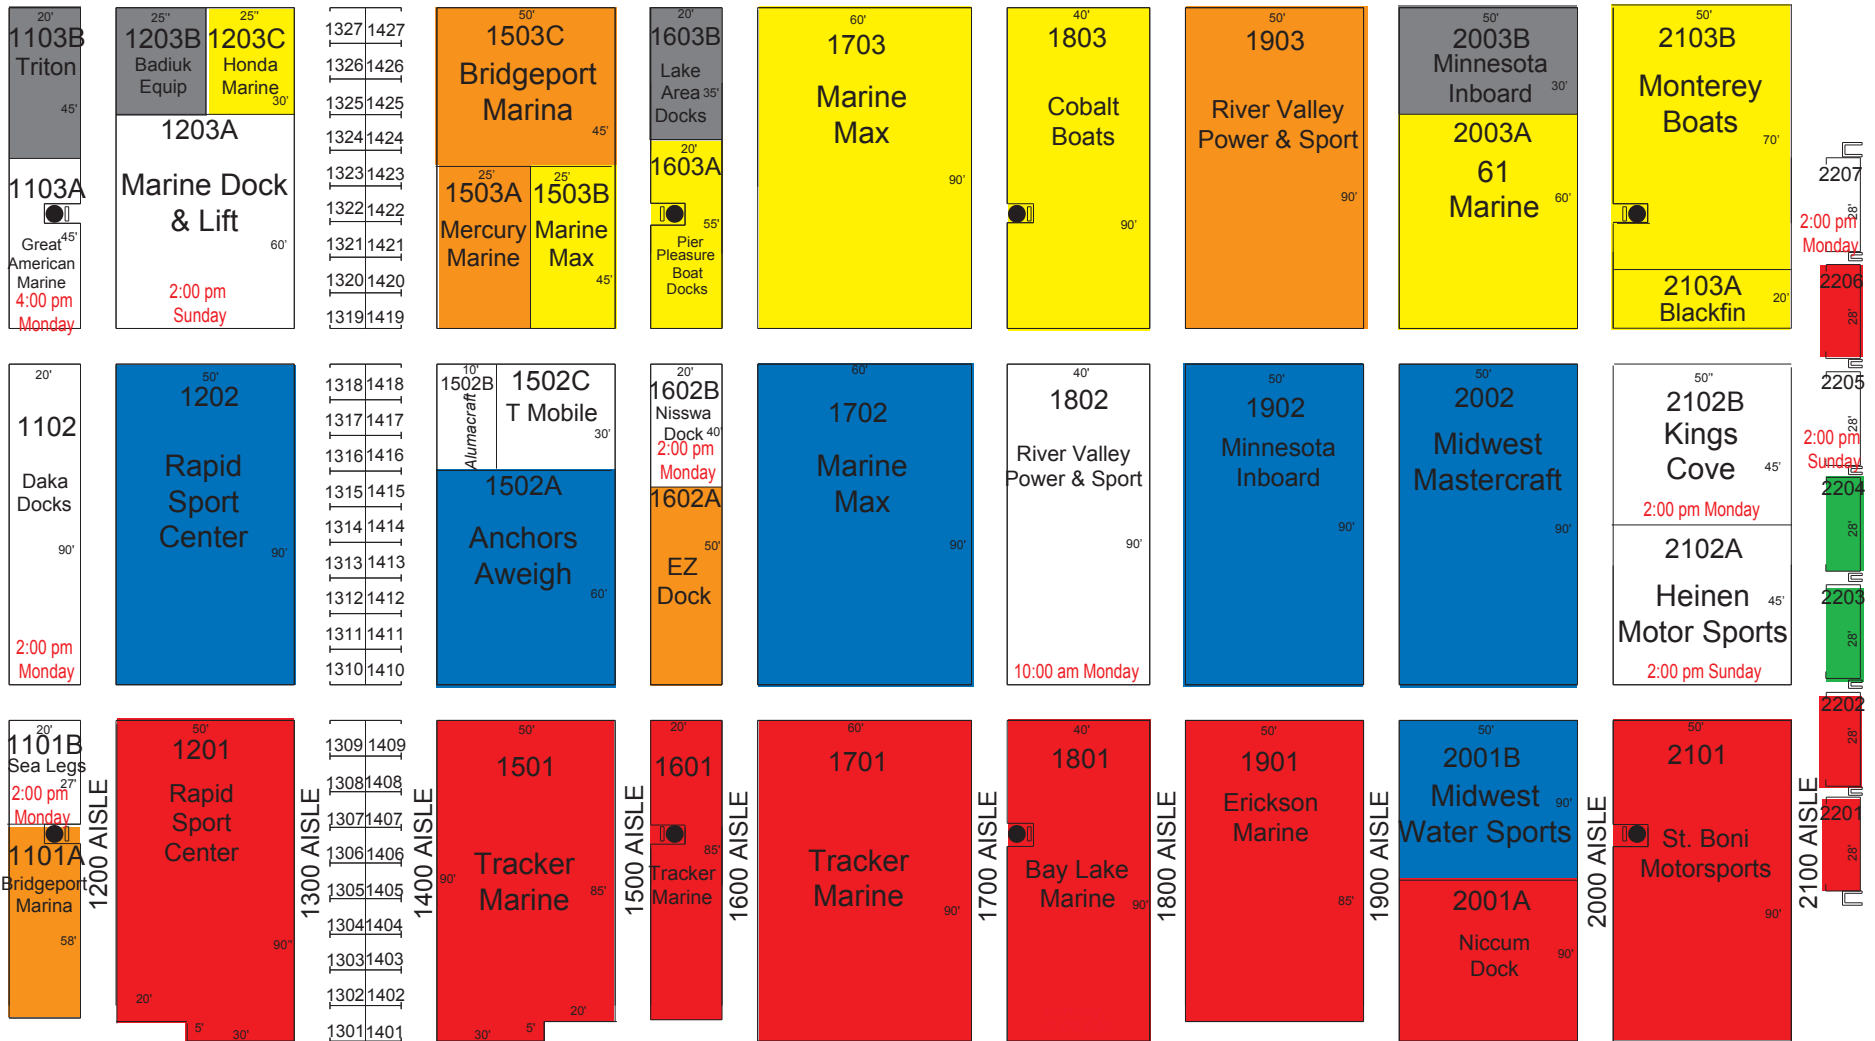 20'
1103B
Triton
45'
1103A
45'
Great
American
Marine
4:00 pm
Monday
25"
1203B
Badiuk
Equip
25"
1203C
Honda
Marine
30'
1203A
Marine Dock
& Lift
60'
2:00 pm
Sunday
1327 1427
1326 1426
1325 1425
1324 1424
1323 1423
1322 1422
1321 1421
1320 1420
1319 1419
50'
1503C
Bridgeport
Marina
45'
25'
1503A
Mercury
Marine
25'
1503B
Marine
Max
45'
20'
1603B
Lake
Area 35'
Docks
20'
1603A
55'
Pier
Pleasure
Boat
Docks
60'
1703
Marine
Max
90'
40'
1803
Cobalt
Boats
90'
50'
1903
River Valley
Power & Sport
90'
50'
2003B
Minnesota
Inboard 30'
2003A
61
Marine 60'
50'
2103B
Monterey
Boats
70'
2103A
20'
Blackfin
2207
28'
2:00 pm
Monday
2206
28'
20'
1102
Daka
Docks
90'
2:00 pm
Monday
50'
1202
Rapid
Sport
Center 90'
1318 1418
1317 1417
1316 1416
1315 1415
1314 1414
1313 1413
1312 1412
1311 1411
1310 1410
10'
1502B
Alumacraft
1502C
T Mobile
30'
1502A
Anchors
Aweigh
60'
20'
1602B
Nisswa
Dock 40'
2:00 pm
Monday
1602A
50'
EZ
Dock
60'
1702
Marine
Max
90'
40'
1802
River Valley
Power & Sport
90'
10:00 am Monday
50'
1902
Minnesota
Inboard
90'
50'
2002
Midwest
Mastercraft
90'
50"
2102B
Kings
Cove 45'
2:00 pm Monday
2102A
Heinen 45'
Motor Sports
2:00 pm Sunday
2205
28'
2:00 pm
Sunday
2204
28'
2203
28'
20'
1101B
Sea Legs
27'
2:00 pm
Monday
1101A
Bridgeport
Marina
58'
1200 AISLE
50'
1201
Rapid
Sport
Center
90"
20'
5'
30'
1300 AISLE
1309 1409
1308 1408
1307 1407
1306 1406
1305 1405
1304 1404
1303 1403
1302 1402
1301 1401
1400 AISLE
50'
1501
Tracker
Marine
90'
85'
20'
30'
5'
1500 AISLE
20'
1601
85'
Tracker
Marine
1600 AISLE
60'
1701
Tracker
Marine
90'
1700 AISLE
40'
1801
Bay Lake
Marine 90'
1800 AISLE
50'
1901
Erickson
Marine
85'
1900 AISLE
50'
2001B
Midwest 90'
Water Sports
2001A
Niccum
Dock
90'
2000 AISLE
50'
2101
St. Boni
Motorsports
90'
2100 AISLE
2202
28'
2201
28'